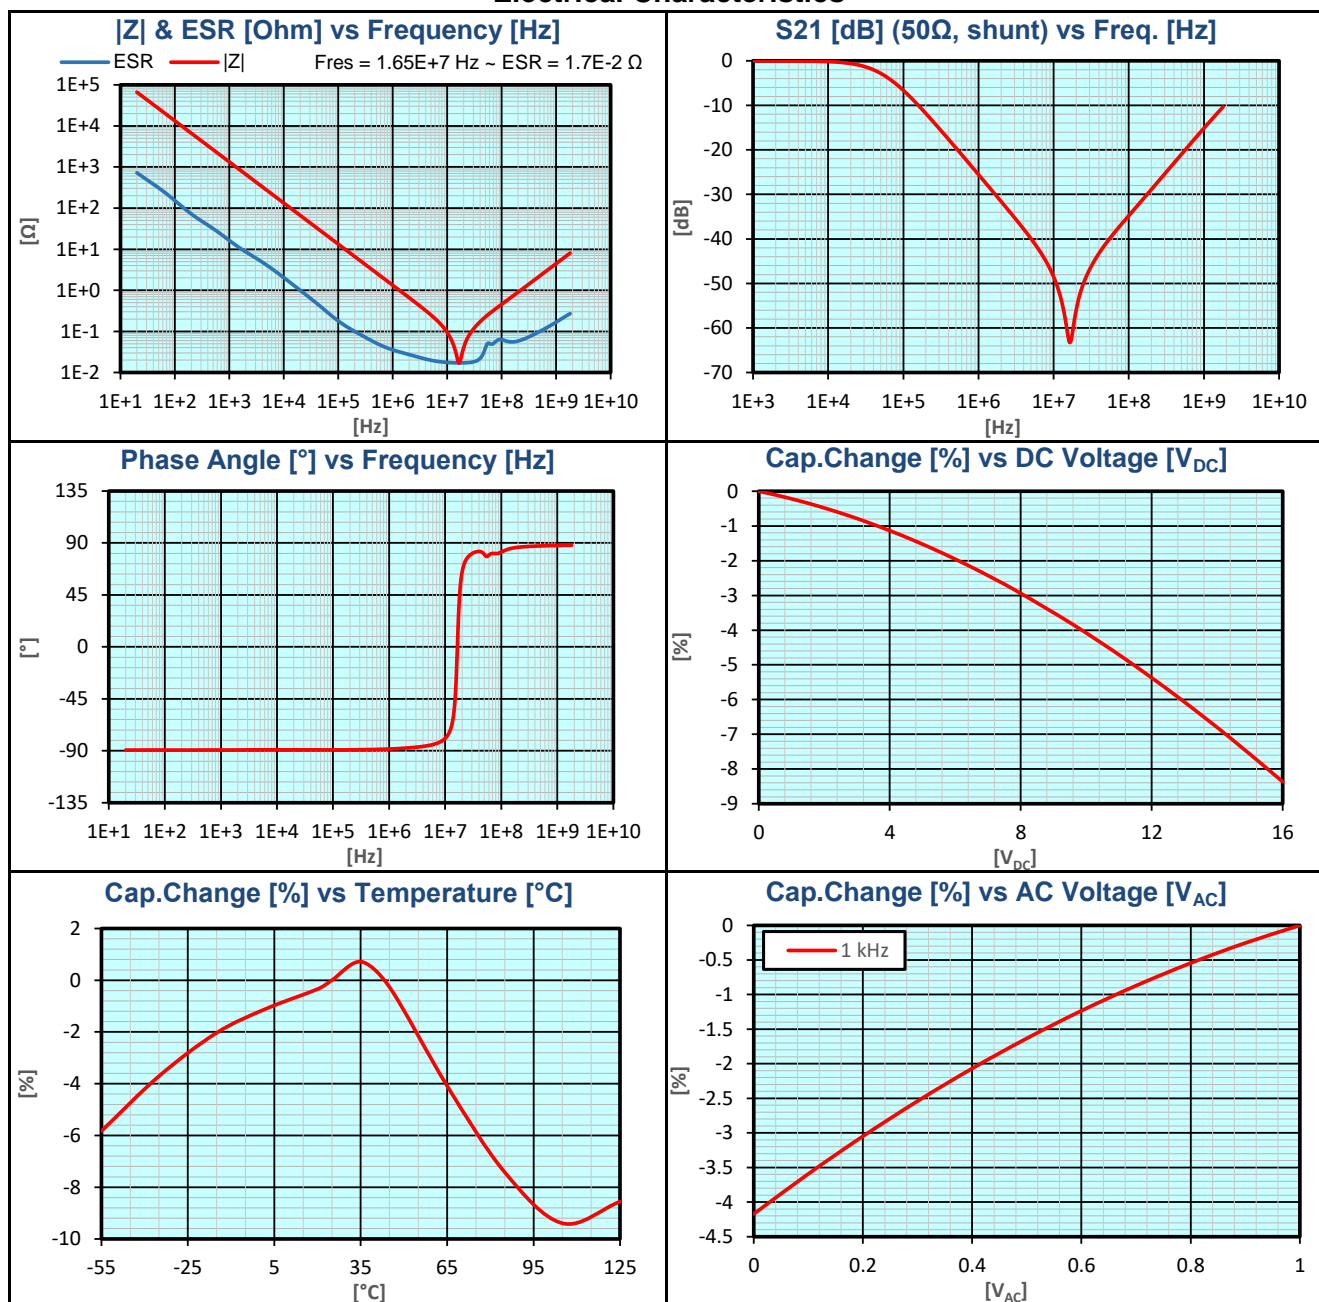 |Z| & ESR [Ohm] vs Frequency [Hz]
ESR |Z| Fres = 1.65E+7 Hz ~ ESR = 1.7E-2 Ω
1E+5
1E+4
1E+3
1E+2
1E+1
1E+0
1E-1
1E-2
[Ω]
1E+1 1E+2 1E+3 1E+4 1E+5 1E+6 1E+7 1E+8 1E+9 1E+10
[Hz]
S21 [dB] (50Ω, shunt) vs Freq. [Hz]
0
-10
-20
-30
-40
-50
-60
-70
[dB]
1E+3 1E+4 1E+5 1E+6 1E+7 1E+8 1E+9 1E+10
[Hz]
Phase Angle [°] vs Frequency [Hz]
135
90
45
0
-45
-90
-135
[°]
1E+1 1E+2 1E+3 1E+4 1E+5 1E+6 1E+7 1E+8 1E+9 1E+10
[Hz]
Cap.Change [%] vs DC Voltage [VDC]
0
-1
-2
-3
-4
-5
-6
-7
-8
-9
[%]
0 4 8 12 16
[VDC]
Cap.Change [%] vs Temperature [°C]
2
0
-2
-4
-6
-8
-10
[%]
-55 -25 5 35 65 95 125
[°C]
Cap.Change [%] vs AC Voltage [VAC]
1 kHz
0
-0.5
-1
-1.5
-2
-2.5
-3
-3.5
-4
-4.5
[%]
0 0.2 0.4 0.6 0.8 1
[VAC]